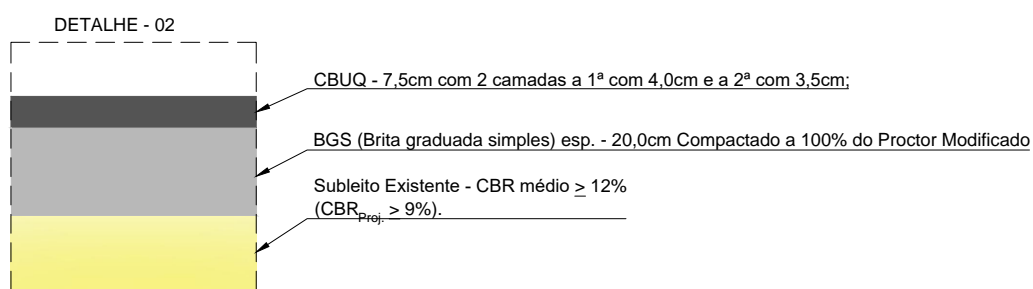 DETALHE - 02
CBUQ - 7,5cm com 2 camadas a 1ª com 4,0cm e a 2ª com 3,5cm;
BGS (Brita graduada simples) esp. - 20,0cm Compactado a 100% do Proctor Modificado
Subleito Existente - CBR médio ≥ 12%
(CBRProj. ≥ 9%).